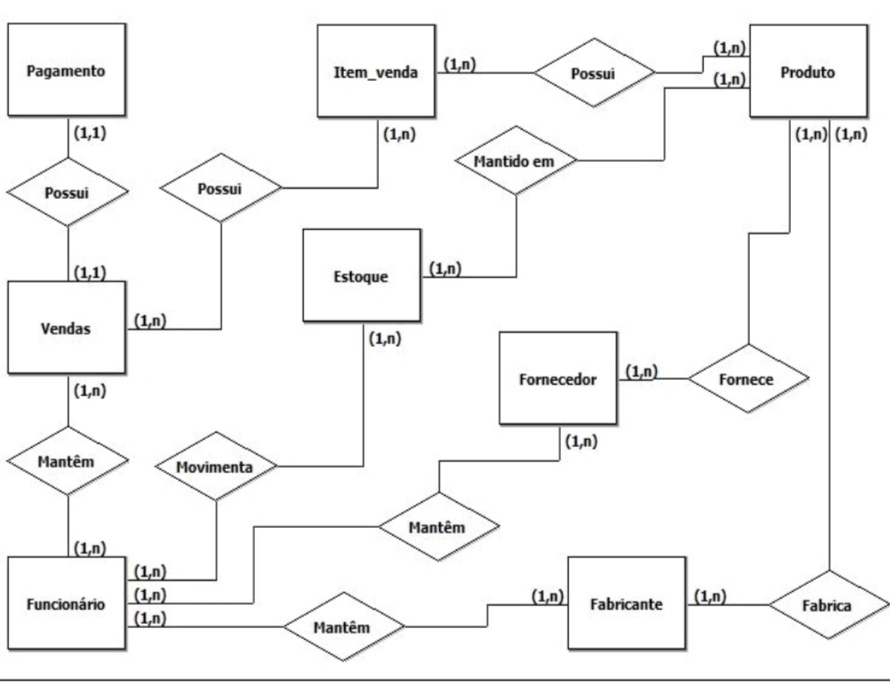 Pagamento
Item_venda
(1,n)
Possui
(1,n)
(1,n)
Produto
(1,1)
(1,n)
(1,n)
(1,n)
Possui
Possui
Mantido em
(1,1)
Estoque
(1,n)
Vendas
(1,n)
(1,n)
Fornecedor
(1,n)
Fornece
(1,n)
(1,n)
Mantêm
Movimenta
Mantêm
(1,n)
(1,n)
(1,n)
(1,n)
Funcionário
Mantêm
(1,n)
Fabricante
(1,n)
Fabrica